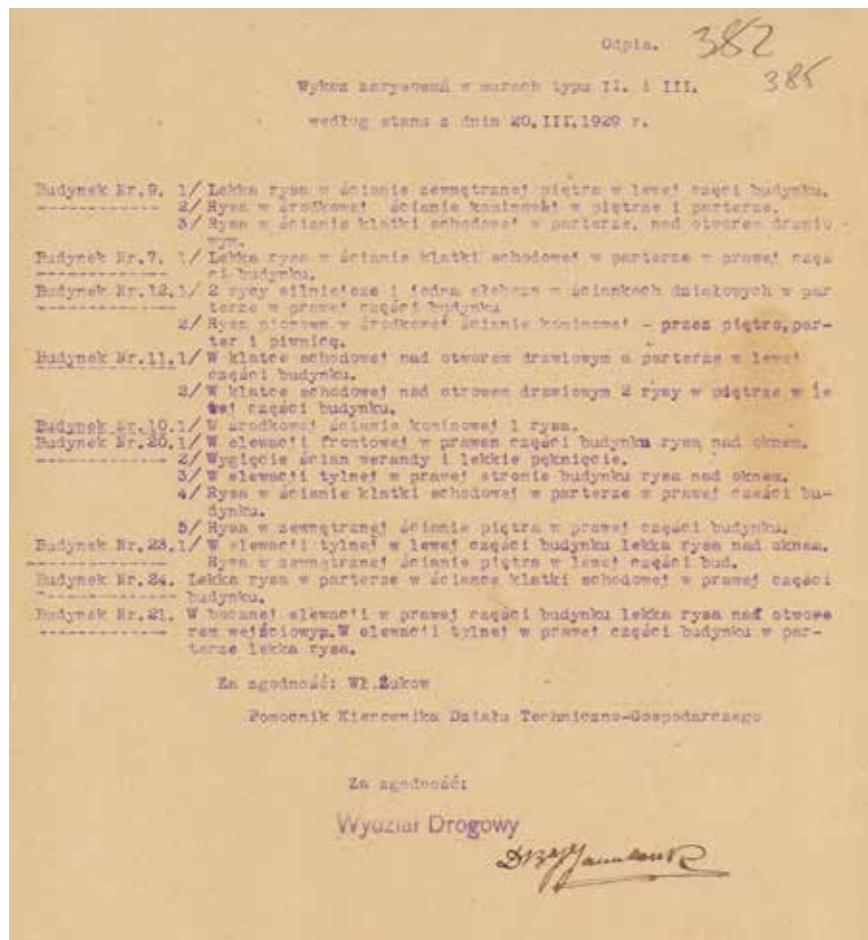 Odpis. 382
385
Wykaz zarysowań w murach typu II. i III.
według stanu z dnia 20.III.1929 r.
Budynek Nr.9. 1/ Lekka rysa w ścianie zewnętrznej piętra w lewej części budynku.
2/ Rysa w środkowej ścianie kominowej w piętrze i parterze.
3/ Rysa w ścianie klatki schodowej w parterze, nad otworem drzwio-
wym.
Budynek Nr.7. 1/ Lekka rysa w ścianie klatki schodowej w parterze w prawej częś
ci budynku.
Budynek Nr.12.1/ 2 rysy silniejsze i jedna słabsza w ściankach działowych w par
terze w prawej części budynku
2/ Rysa pionowa w środkowej ścianie kominowej - przez piętro,par-
ter i piwnicę.
Budynek Nr.11.1/ W klatce schodowej nad otworem drzwiowym a parterze w lewej
części budynku.
2/ W klatce schodowej nad otrowem drzwiowym 2 rysy w piętrze w le
wej części budynku.
Budynek Nr.10.1/ W środkowej ścianie kominowej 1 rysa.
Budynek Nr.20.1/ W elewacji frontowej w prawen części budynku rysa nad oknem.
2/ Wygięcie ścian werandy i lekkie pęknięcie.
3/ W elewacji tylnej w prawej stronie budynku rysa nad oknem.
4/ Rysa w ścianie klatki schodowej w parterze w prawej części bu-
dynku.
5/ Rysa w zewnętrznej ścianie piętra w prawej części budynku.
Budynek Nr.23.1/ W elewacji tylnej w lewej części budynku lekka rysa nad oknem.
Rysa w zewnętrznej ścianie piętra w lewej części bud.
Budynek Nr.24. Lekka rysa w parterze w ściance klatki schodowej w prawej części
budynku.
Budynek Nr.21. W bocznej elewacji w prawej części budynku lekka rysa nad otwore
rem wejściowym.W elewacji tylnej w prawej części budynku w par-
terze lekka rysa.
Za zgodność: Wł.Żukow
Pomocnik Kierownika Działu Techniczno-Gospodarczego
Za zgodność:
Wydział Drogowy